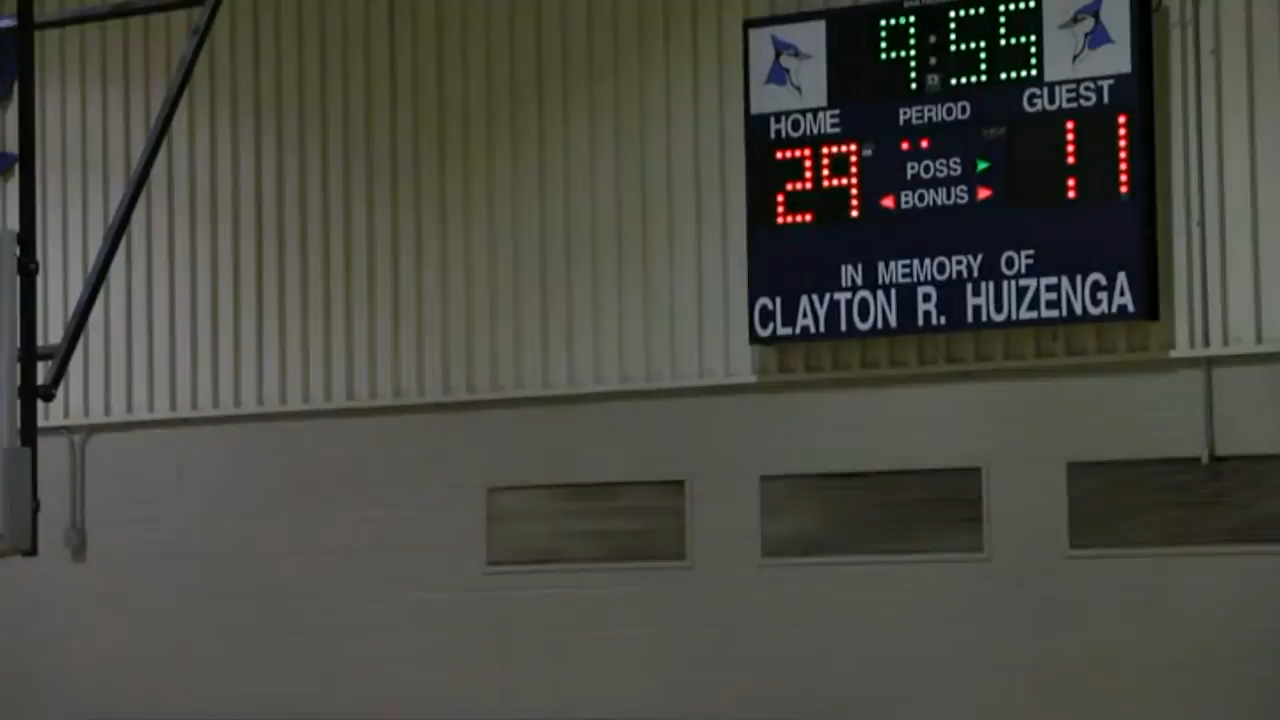 9:55
HOME PERIOD GUEST
29 11
POSS
BONUS
IN MEMORY OF
CLAYTON R. HUIZENGA